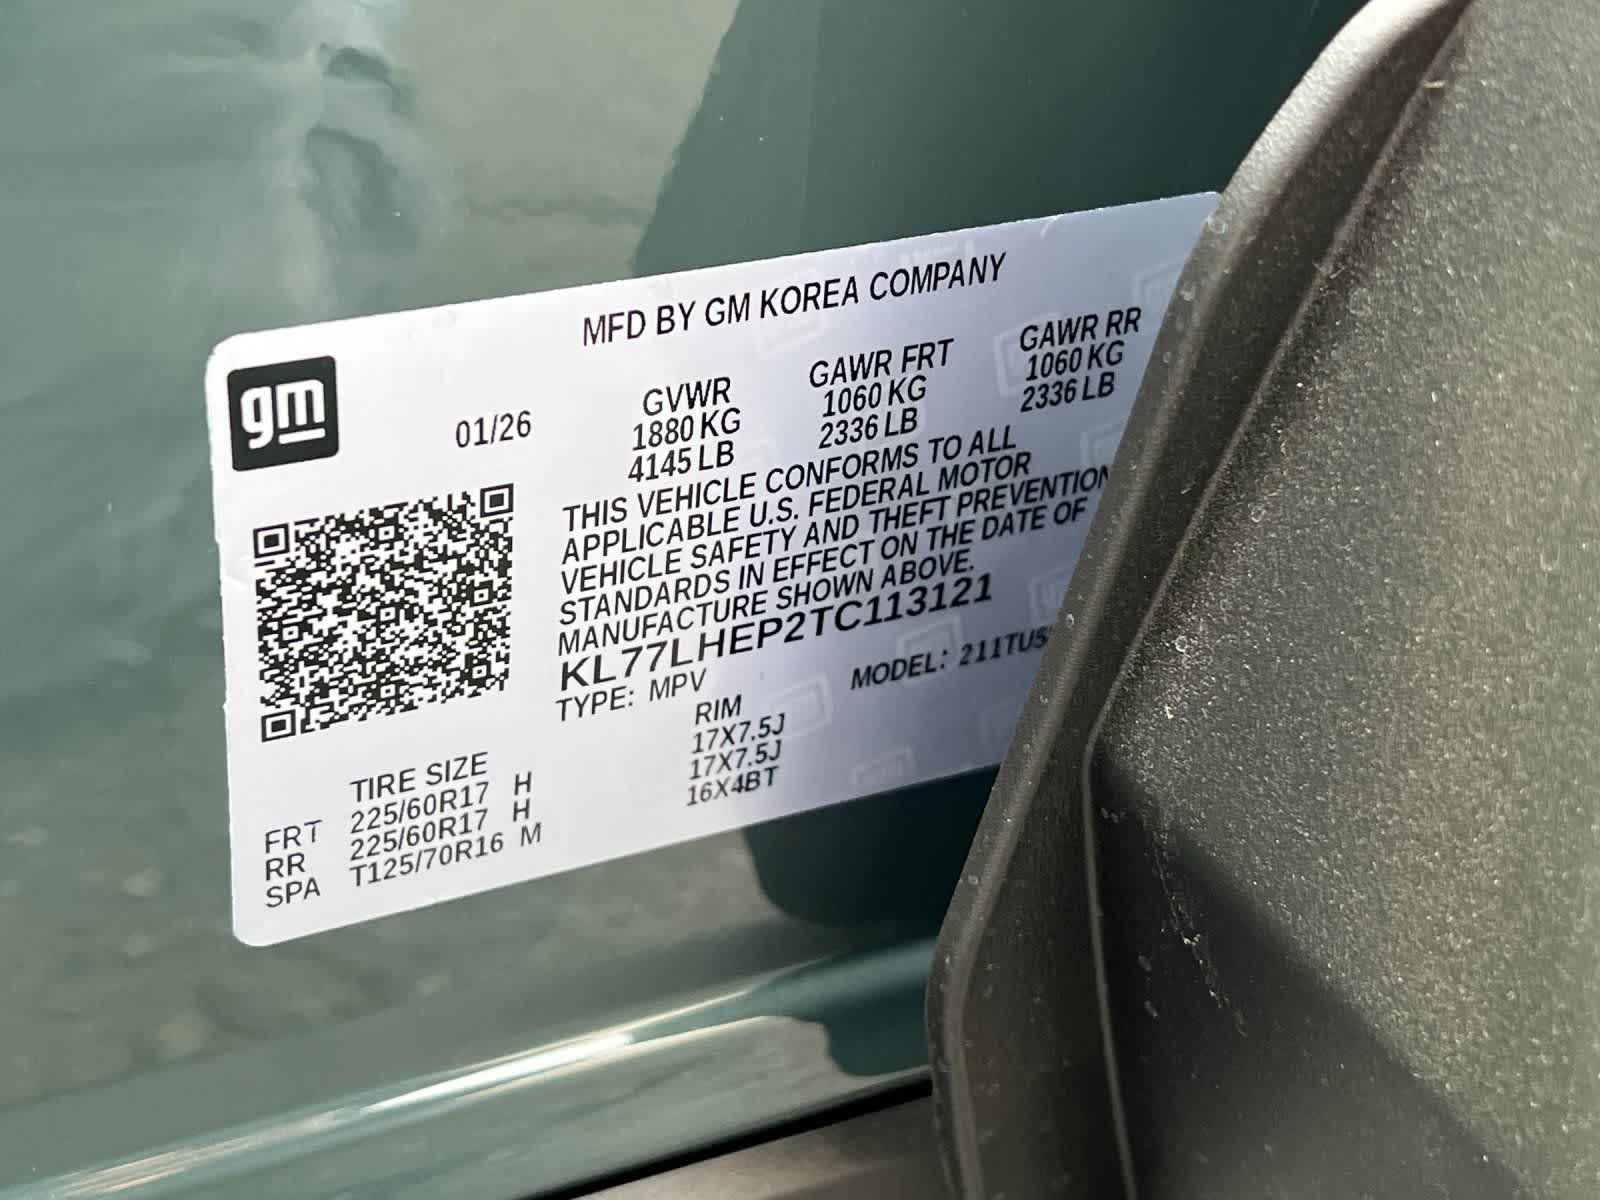 MFD BY GM KOREA COMPANY
gm
01/26
GVWR GAWR FRT GAWR RR
1880 KG 1060 KG 1060 KG
4145 LB 2336 LB 2336 LB
THIS VEHICLE CONFORMS TO ALL
APPLICABLE U.S. FEDERAL MOTOR
VEHICLE SAFETY AND THEFT PREVENTION
STANDARDS IN EFFECT ON THE DATE OF
MANUFACTURE SHOWN ABOVE.
KL77LHEP2TC113121
TYPE: MPV MODEL:
TIRE SIZE RIM
FRT 225/60R17 H 17X7.5J
RR 225/60R17 H 17X7.5J
SPA T125/70R16 M 16X4BT